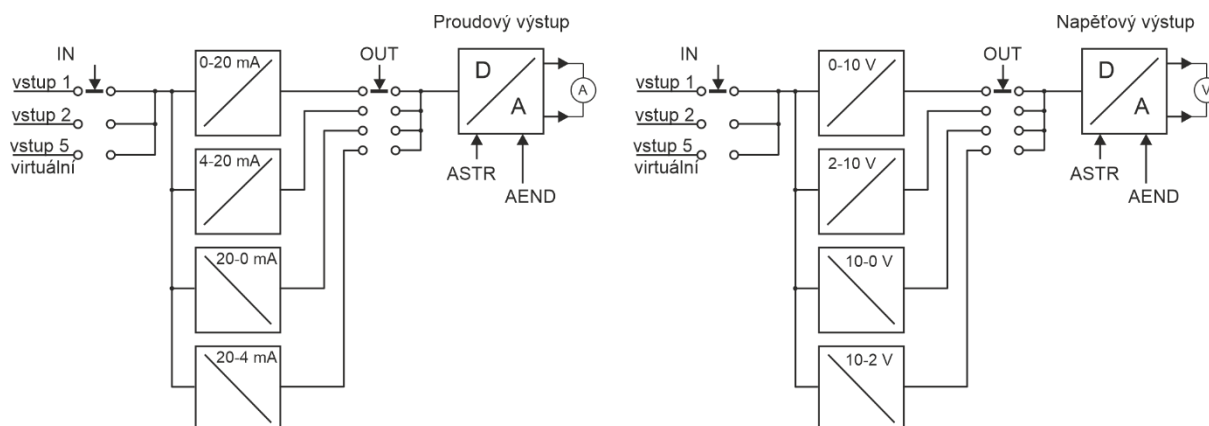 Proudový výstup
IN
OUT
vstup 1
vstup 2
vstup 5
virtuální
0-20 mA
4-20 mA
20-0 mA
20-4 mA
D
A
A
ASTR
AEND
Napěťový výstup
IN
OUT
vstup 1
vstup 2
vstup 5
virtuální
0-10 V
2-10 V
10-0 V
10-2 V
D
A
V
ASTR
AEND